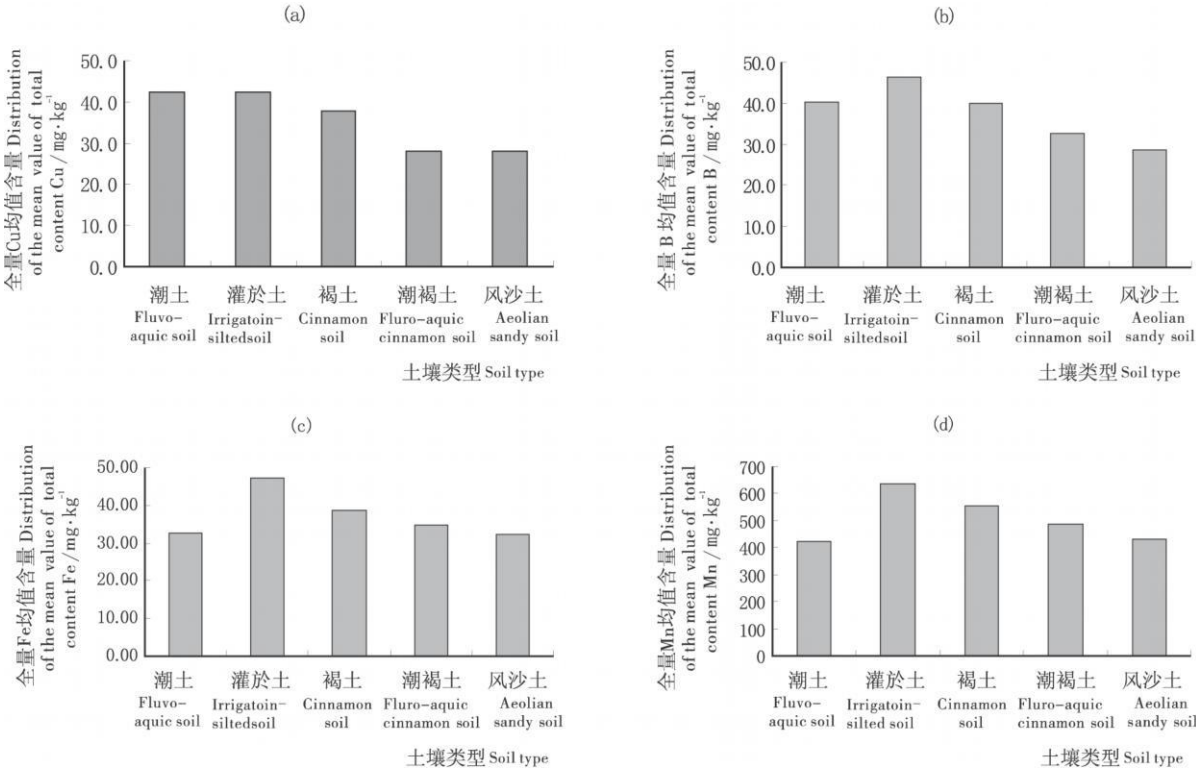 (a)
全量Cu均值含量 Distribution
of the mean value of total
content Cu / mg·kg⁻¹
50.0
40.0
30.0
20.0
10.0
0.0
潮土 灌於土 褐土 潮褐土 风沙土
Fluvo- Irrigatoin- Cinnamon Fluro-aquic Aeolian
aquic soil siltedsoil soil cinnamon soil sandy soil
土壤类型 Soil type
(b)
全量 B 均值含量 Distribution
of the mean value of total
content B / mg·kg⁻¹
50.0
40.0
30.0
20.0
10.0
0.0
潮土 灌於土 褐土 潮褐土 风沙土
Fluvo- Irrigatoin- Cinnamon Fluro-aquic Aeolian
aquic soil siltedsoil soil cinnamon soil sandy soil
土壤类型 Soil type
(c)
全量Fe均值含量 Distribution
of the mean value of total
content Fe /mg·kg⁻¹
50.00
40.00
30.00
20.00
10.00
0.00
潮土 灌於土 褐土 潮褐土 风沙土
Fluvo- Irrigatoin- Cinnamon Fluro-aquic Aeolian
aquic soil siltedsoil soil cinnamon soil sandy soil
土壤类型 Soil type
(d)
全量Mn均值含量 Distribution
of the mean value of total
content Mn / mg·kg⁻¹
700
600
500
400
300
200
100
0
潮土 灌於土 褐土 潮褐土 风沙土
Fluvo- Irrigatoin- Cinnamon Fluro-aquic Aeolian
aquic soil silted soil soil cinnamon soil sandy soil
土壤类型 Soil type